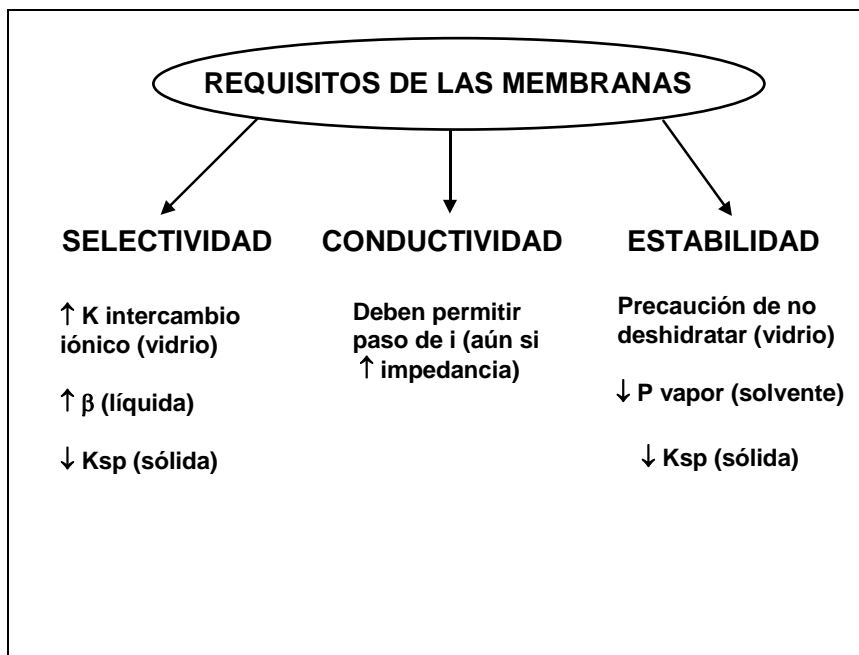 REQUISITOS DE LAS MEMBRANAS
SELECTIVIDAD
↑ K intercambio
iónico (vidrio)
↑ β (líquida)
↓ Ksp (sólida)
CONDUCTIVIDAD
Deben permitir
paso de i (aún si
↑ impedancia)
ESTABILIDAD
Precaución de no
deshidratar (vidrio)
↓ P vapor (solvente)
↓ Ksp (sólida)